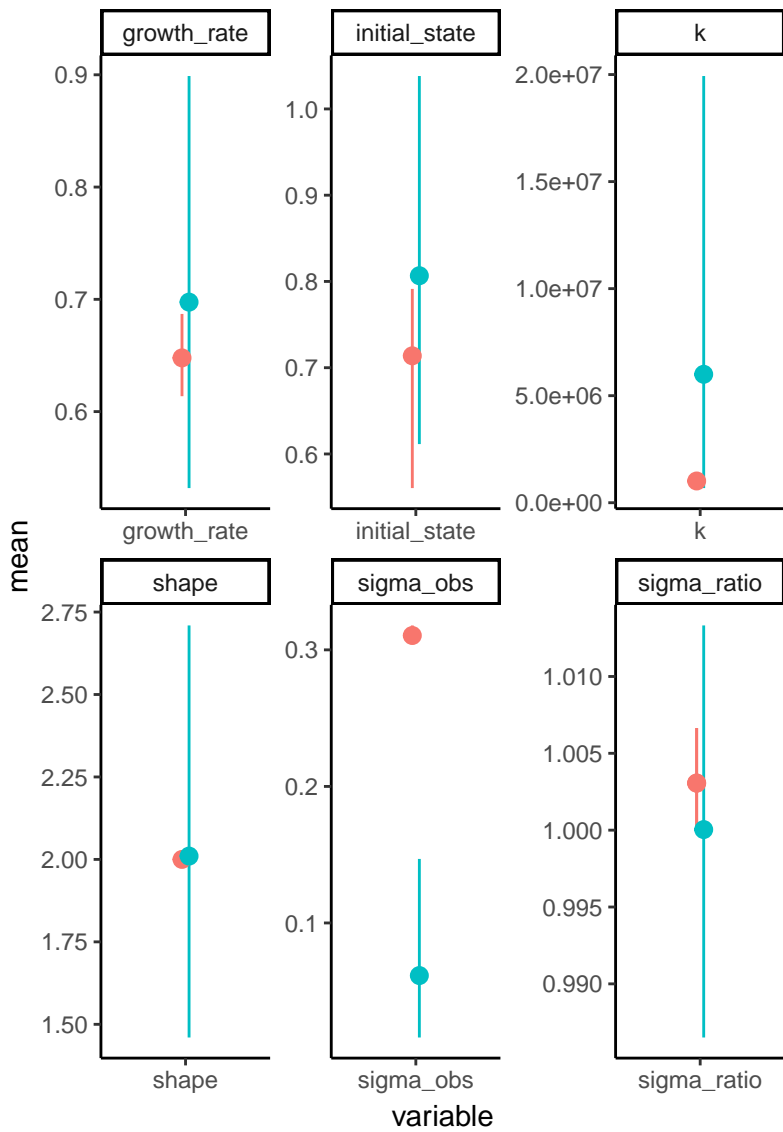 growth_rate
initial_state
k
0.9
0.8
0.7
0.6
1.0
0.9
0.8
0.7
0.6
2.0e+07
1.5e+07
1.0e+07
5.0e+06
0.0e+00
growth_rate
initial_state
k
mean
shape
sigma_obs
sigma_ratio
2.75
2.50
2.25
2.00
1.75
1.50
0.3
0.2
0.1
1.010
1.005
1.000
0.995
0.990
shape
sigma_obs
sigma_ratio
variable